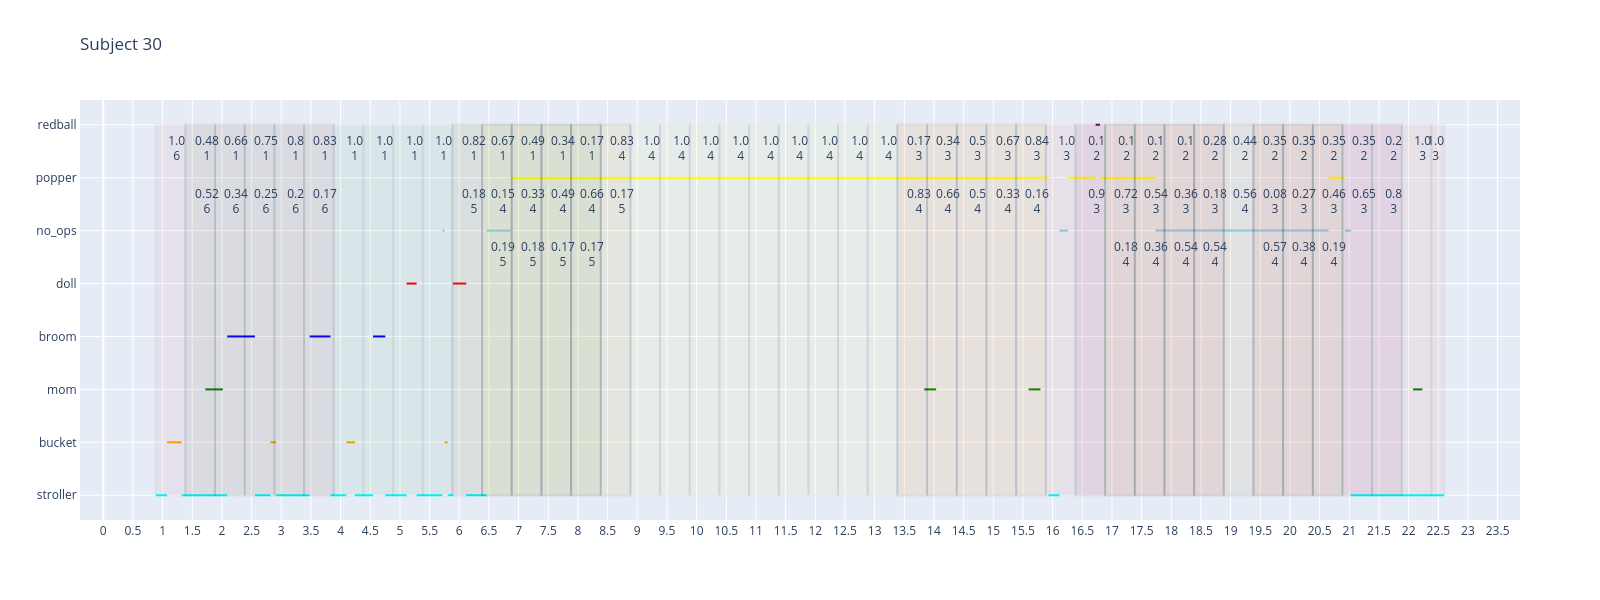 Subject 30
redball
1.0 0.48 0.66 0.75 0.8 0.83 1.0 1.0 1.0 1.0 0.82 0.67 0.49 0.34 0.17 0.83 1.0 1.0 1.0 1.0 1.0 1.0 1.0 1.0 1.0 0.17 0.34 0.5 0.67 0.84 1.0 0.1 0.1 0.1 0.1 0.28 0.44 0.35 0.35 0.35 0.35 0.2 1.0 1.0
6 1 1 1 1 1 1 1 1 1 1 1 1 1 1 4 4 4 4 4 4 4 4 4 4 3 3 3 3 3 3 2 2 2 2 2 2 2 2 2 2 2 3 3
popper
0.52 0.34 0.25 0.2 0.17 0.18 0.15 0.33 0.49 0.66 0.17 0.83 0.66 0.5 0.33 0.16 0.9 0.72 0.54 0.36 0.18 0.56 0.08 0.27 0.46 0.65 0.8
6 6 6 6 6 5 4 4 4 4 5 4 4 4 4 4 3 3 3 3 3 4 3 3 3 3 3
no_ops
0.19 0.18 0.17 0.17 0.18 0.36 0.54 0.54 0.57 0.38 0.19
5 5 5 5 4 4 4 4 4 4 4
doll
broom
mom
bucket
stroller
0 0.5 1 1.5 2 2.5 3 3.5 4 4.5 5 5.5 6 6.5 7 7.5 8 8.5 9 9.5 10 10.5 11 11.5 12 12.5 13 13.5 14 14.5 15 15.5 16 16.5 17 17.5 18 18.5 19 19.5 20 20.5 21 21.5 22 22.5 23 23.5